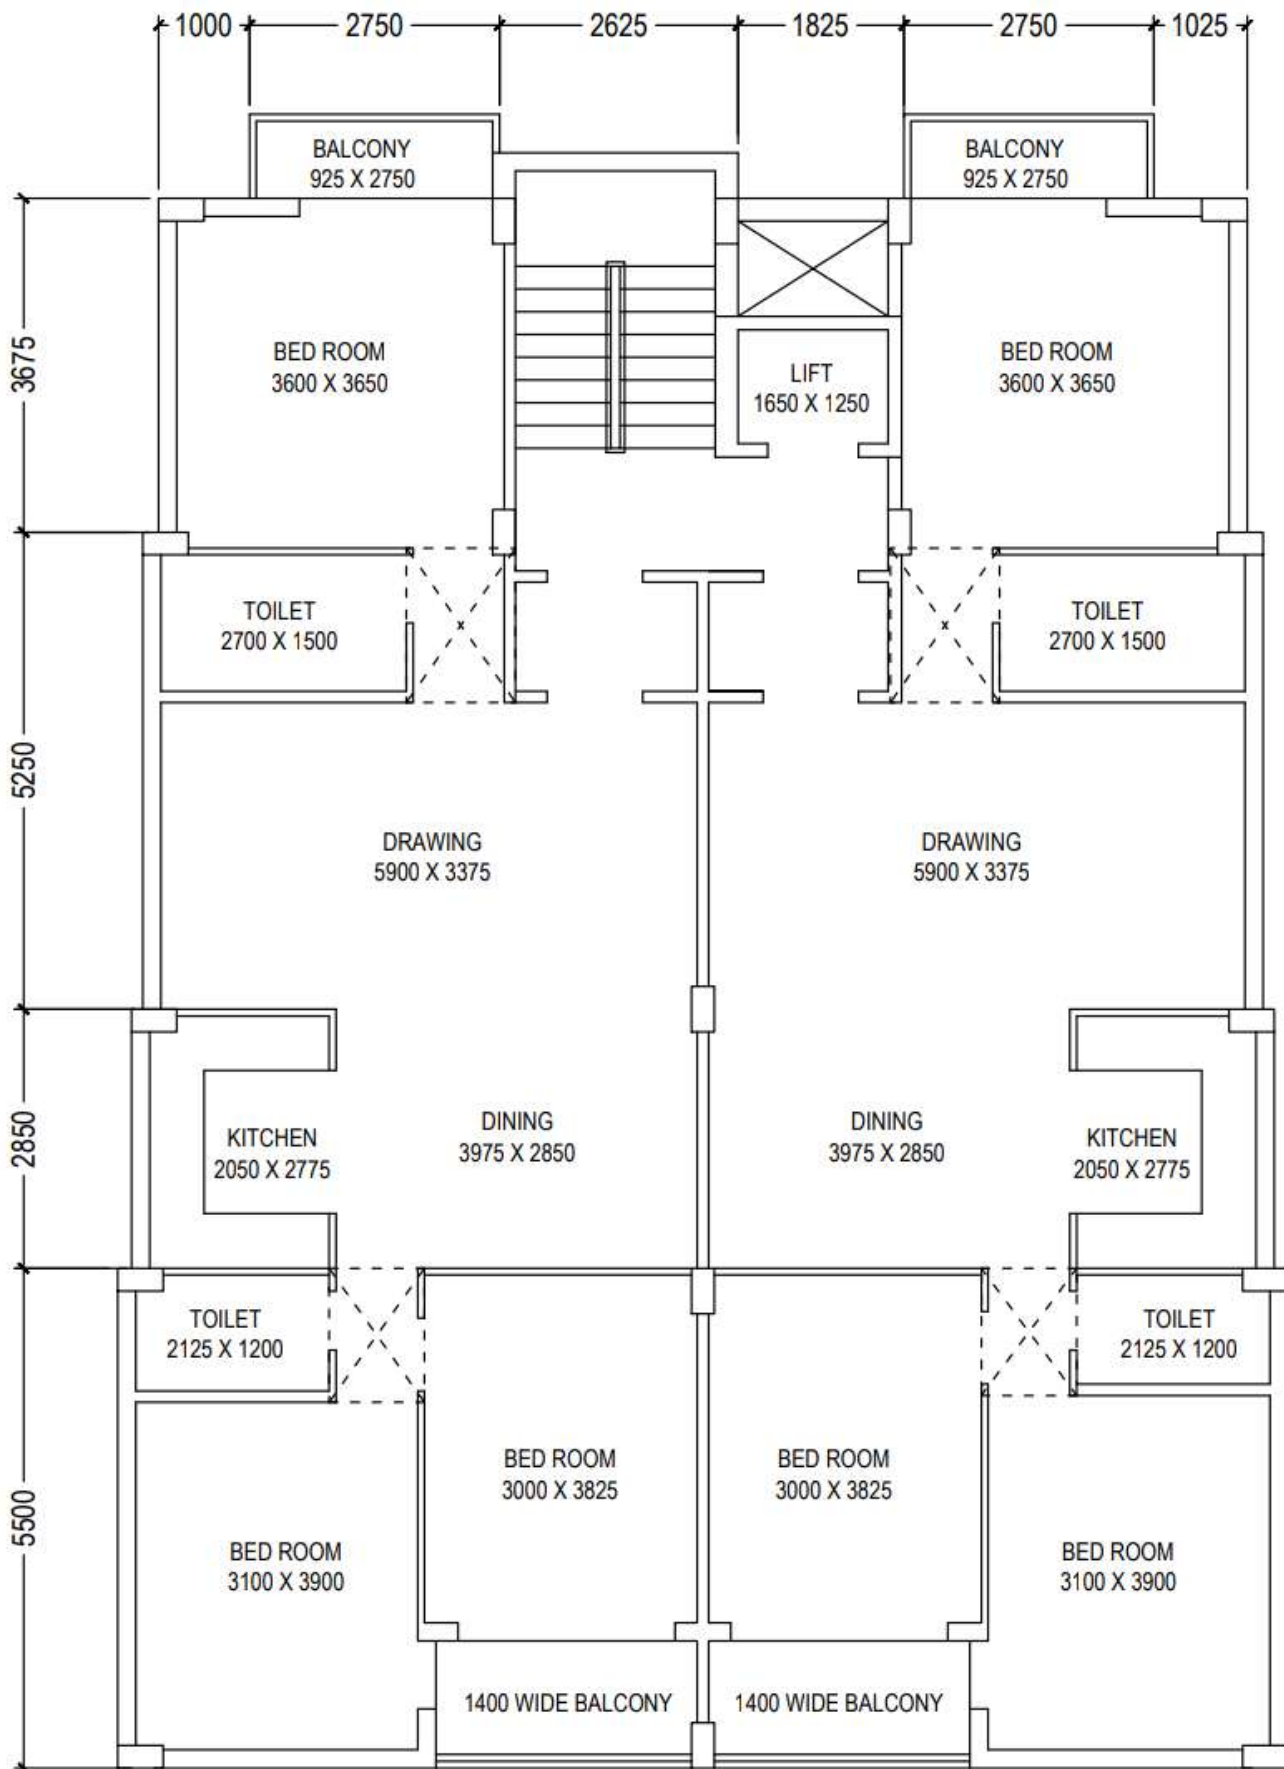 1000 2750 2625 1825 2750 1025
BALCONY
925 X 2750
BALCONY
925 X 2750
3675
BED ROOM
3600 X 3650
LIFT
1650 X 1250
BED ROOM
3600 X 3650
TOILET
2700 X 1500
TOILET
2700 X 1500
5250
DRAWING
5900 X 3375
DRAWING
5900 X 3375
2850
KITCHEN
2050 X 2775
DINING
3975 X 2850
DINING
3975 X 2850
KITCHEN
2050 X 2775
TOILET
2125 X 1200
TOILET
2125 X 1200
5500
BED ROOM
3000 X 3825
BED ROOM
3000 X 3825
BED ROOM
3100 X 3900
BED ROOM
3100 X 3900
1400 WIDE BALCONY
1400 WIDE BALCONY